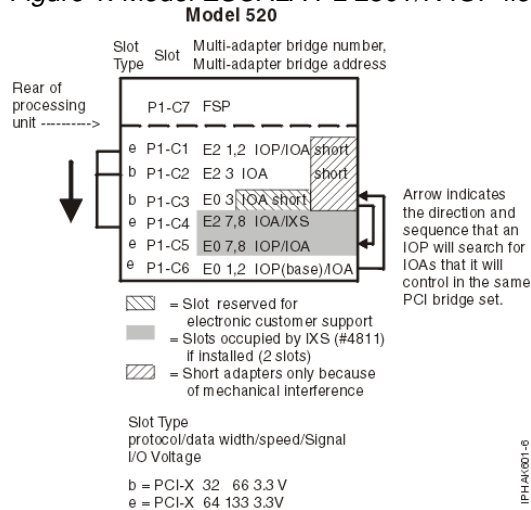 Model 520
Slot Type
Slot
Multi-adapter bridge number,
Multi-adapter bridge address
Rear of
processing
unit ---------->
P1-C7 FSP
e P1-C1 E2 1,2 IOP/IOA short
b P1-C2 E2 3 IOA short
b P1-C3 E0 3 IOA short
e P1-C4 E2 7,8 IOA/IXS
e P1-C5 E0 7,8 IOP/IOA
e P1-C6 E0 1,2 IOP(base)/IOA
Arrow indicates
the direction and
sequence that an
IOP will search for
IOAs that it will
control in the same
PCI bridge set.
= Slot reserved for
electronic customer support
= Slots occupied by IXS (#4811)
if installed (2 slots)
= Short adapters only because
of mechanical interference
Slot Type
protocol/data width/speed/Signal
I/O Voltage
b = PCI-X 32 66 3.3 V
e = PCI-X 64 133 3.3V
IPHAK601-6